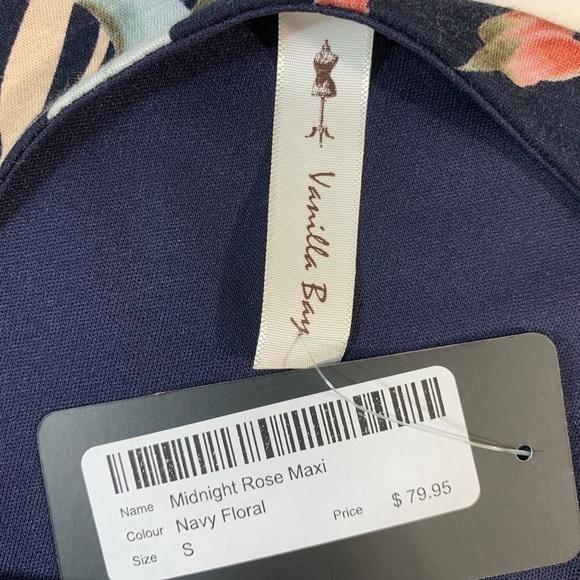 Vanilla Bay
Name Midnight Rose Maxi
Colour Navy Floral
Size S
Price $ 79.95